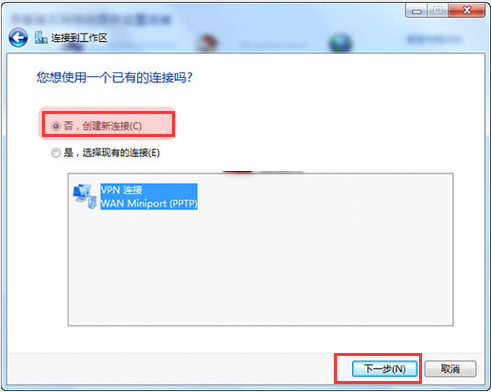 连接到工作区
您想使用一个已有的连接吗?
否，创建新连接(C)
是，选择现有的连接(E)
VPN 连接
WAN Miniport (PPTP)
下一步(N)
取消